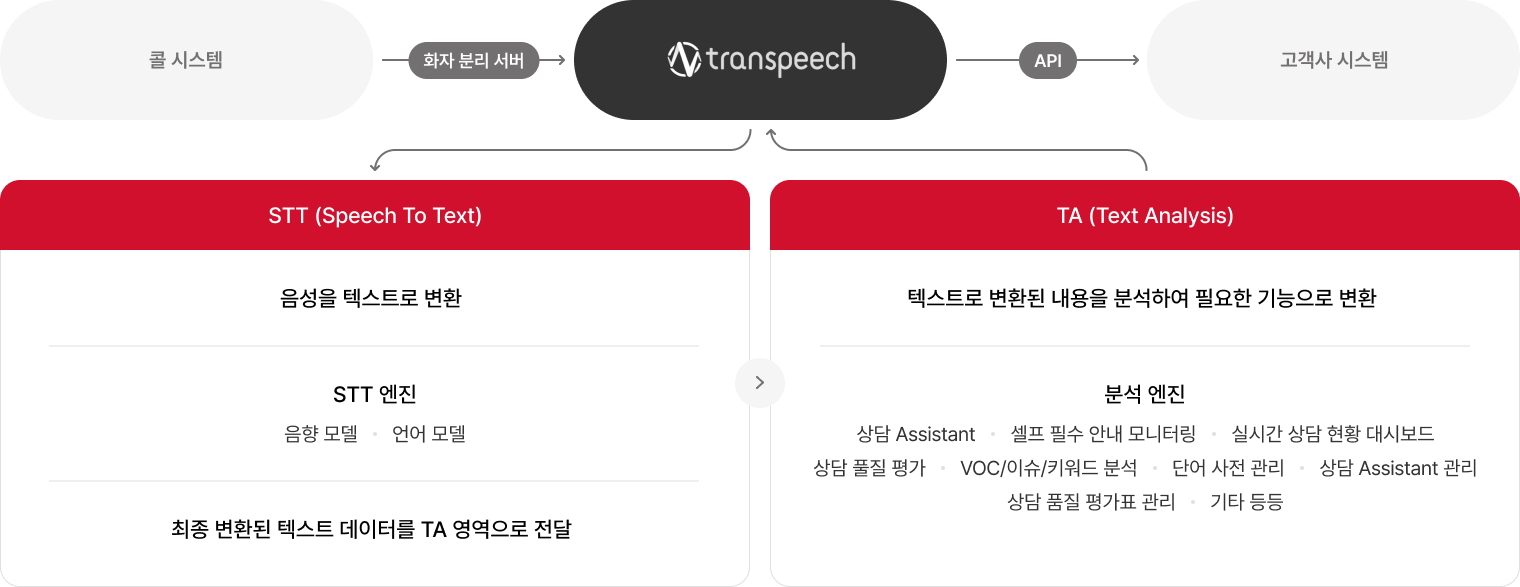 콜 시스템
화자 분리 서버
transpeech
API
고객사 시스템
STT (Speech To Text)
음성을 텍스트로 변환
STT 엔진
음향 모델 • 언어 모델
최종 변환된 텍스트 데이터를 TA 영역으로 전달
TA (Text Analysis)
텍스트로 변환된 내용을 분석하여 필요한 기능으로 변환
분석 엔진
상담 Assistant • 셀프 필수 안내 모니터링 • 실시간 상담 현황 대시보드
상담 풀질 평가 • VOC/이슈/키워드 분석 • 단어 사전 관리 • 상담 Assistant 관리
상담 품질 평가표 관리 • 기타 등등